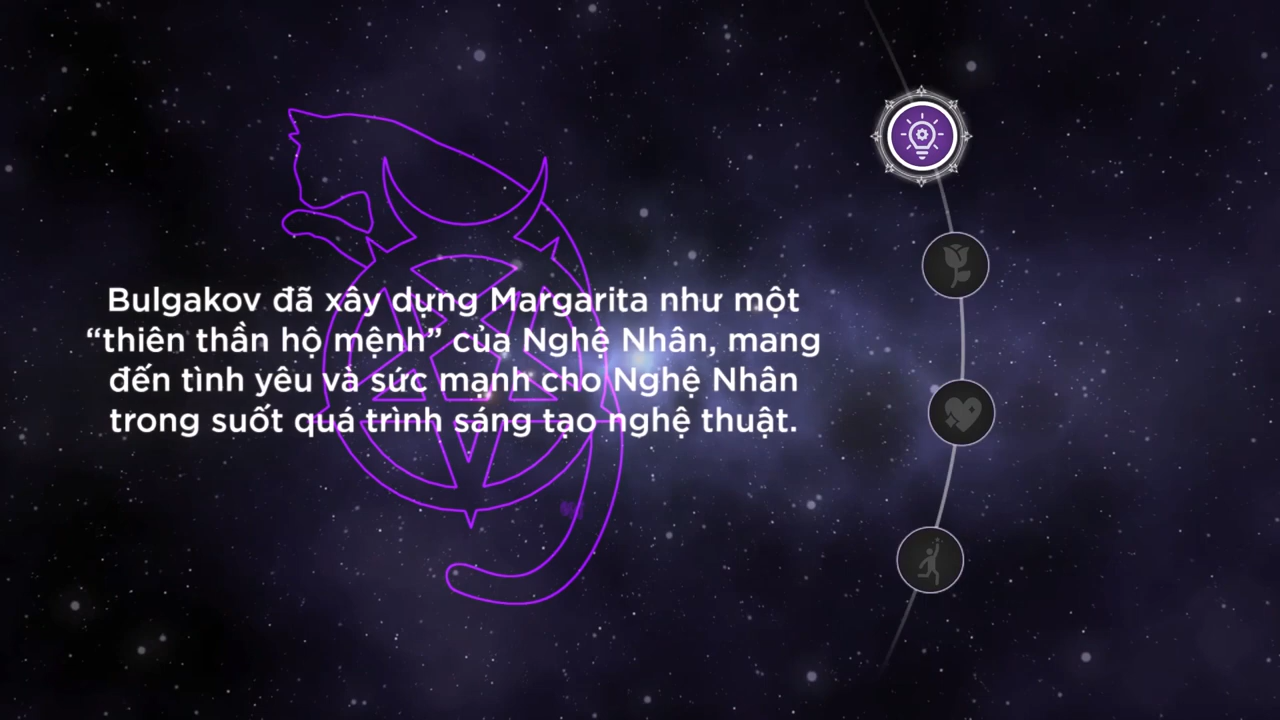 Bulgakov đã xây dựng Margarita như một
“thiên thần hộ mệnh” của Nghệ Nhân, mang
đến tình yêu và sức mạnh cho Nghệ Nhân
trong suốt quá trình sáng tạo nghệ thuật.